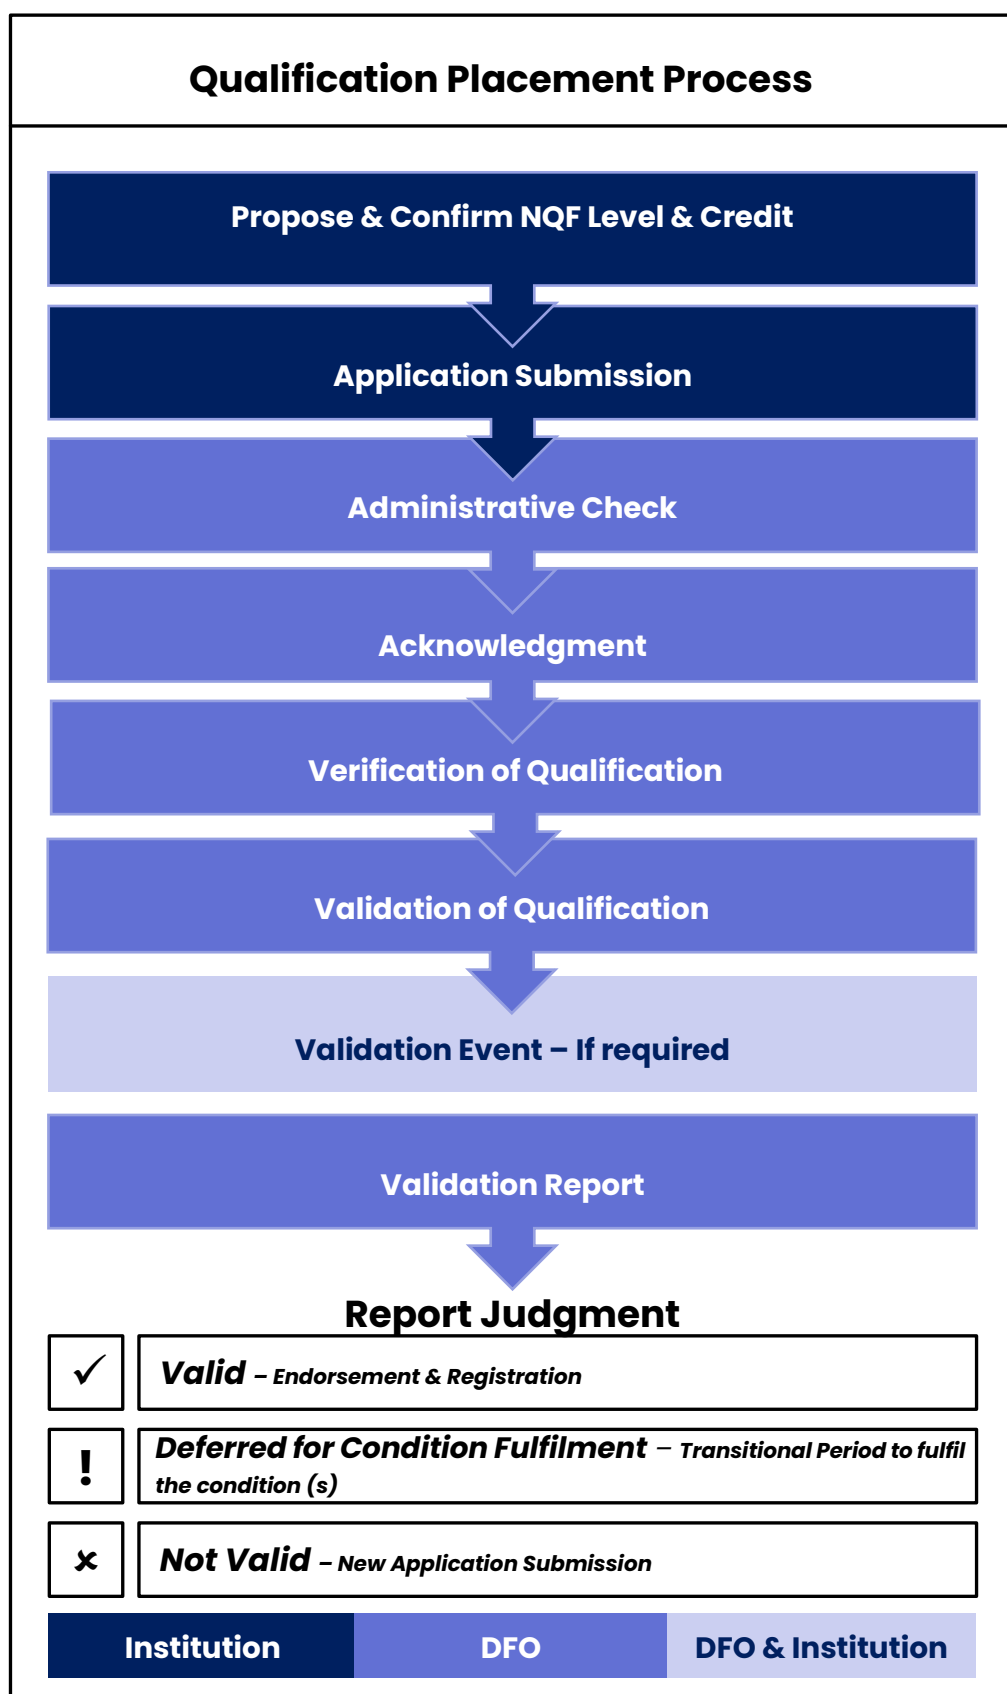 Qualification Placement Process
Propose & Confirm NQF Level & Credit
Application Submission
Administrative Check
Acknowledgment
Verification of Qualification
Validation of Qualification
Validation Event – If required
Validation Report
Report Judgment
✓ Valid – Endorsement & Registration
! Deferred for Condition Fulfilment – Transitional Period to fulfil
the condition (s)
× Not Valid – New Application Submission
Institution DFO DFO & Institution